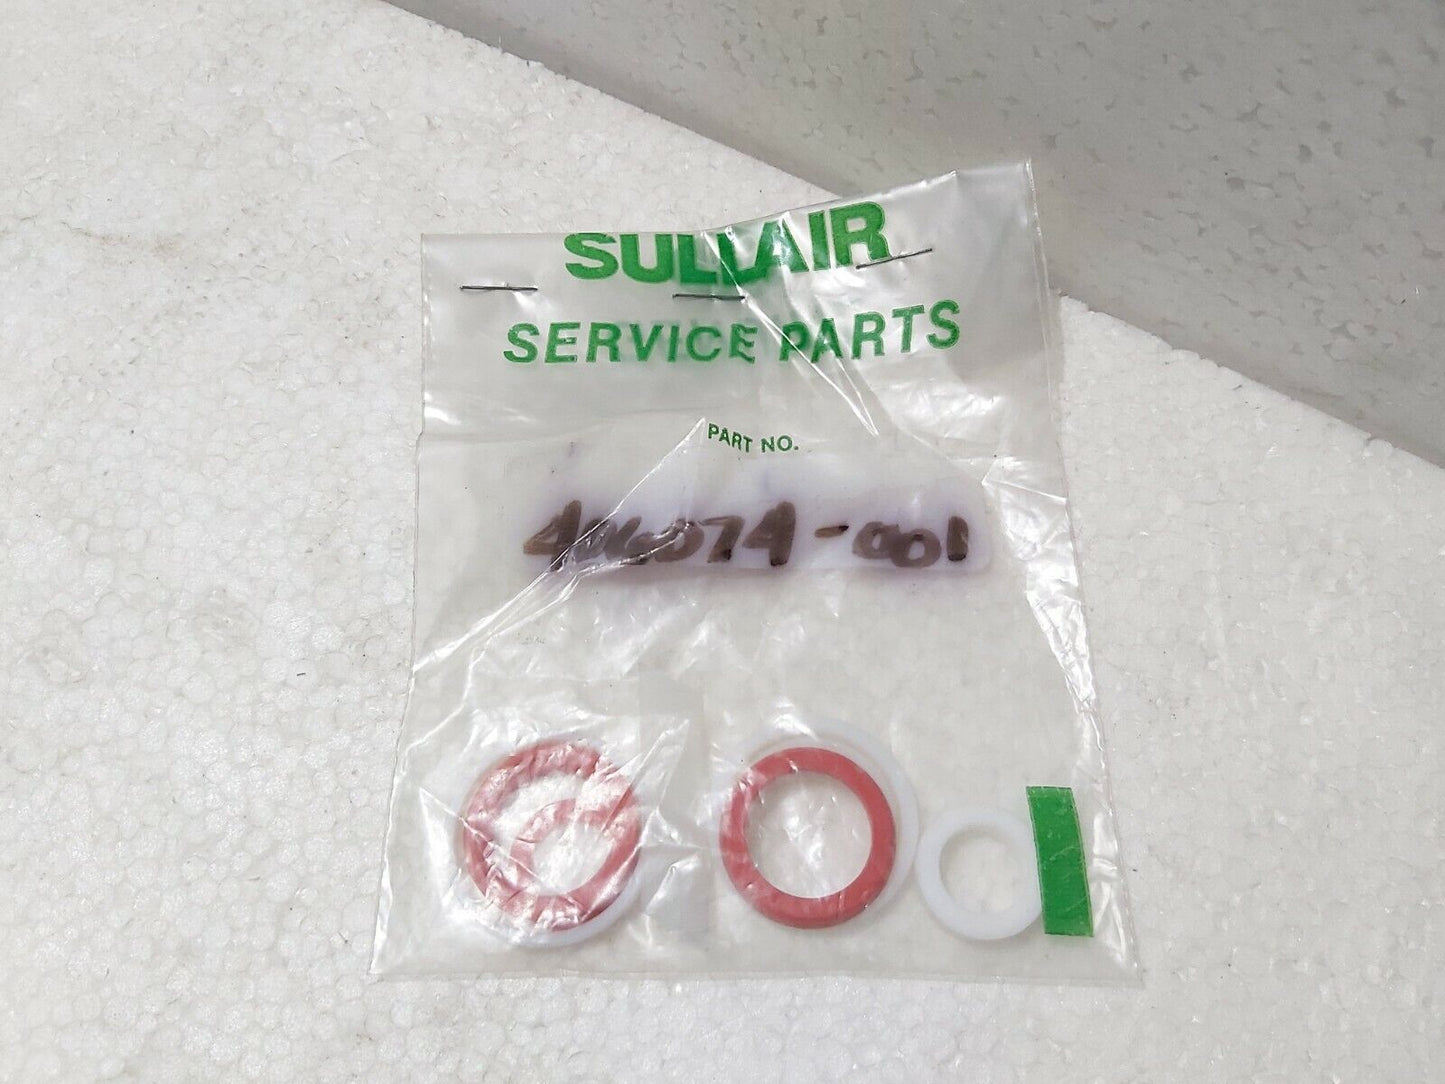 SULLAIR
SERVICE PARTS
PART NO.
406074-001